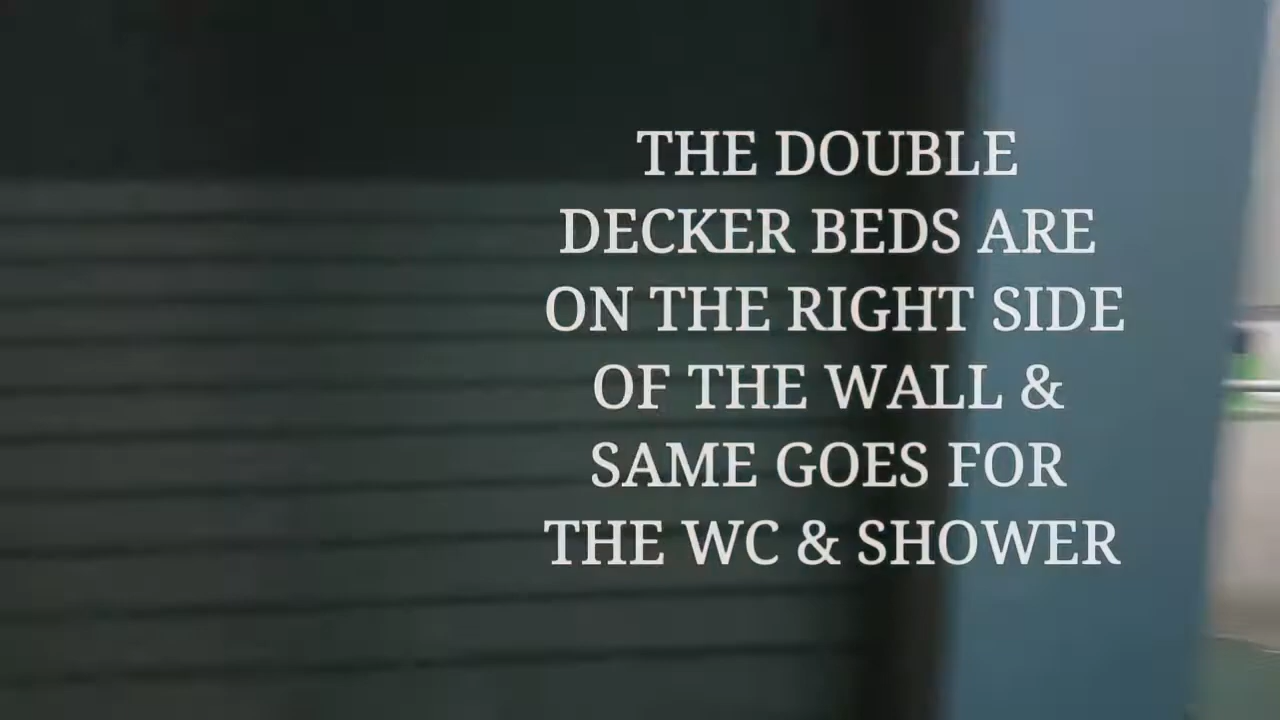 THE DOUBLE
DECKER BEDS ARE
ON THE RIGHT SIDE
OF THE WALL &
SAME GOES FOR
THE WC & SHOWER